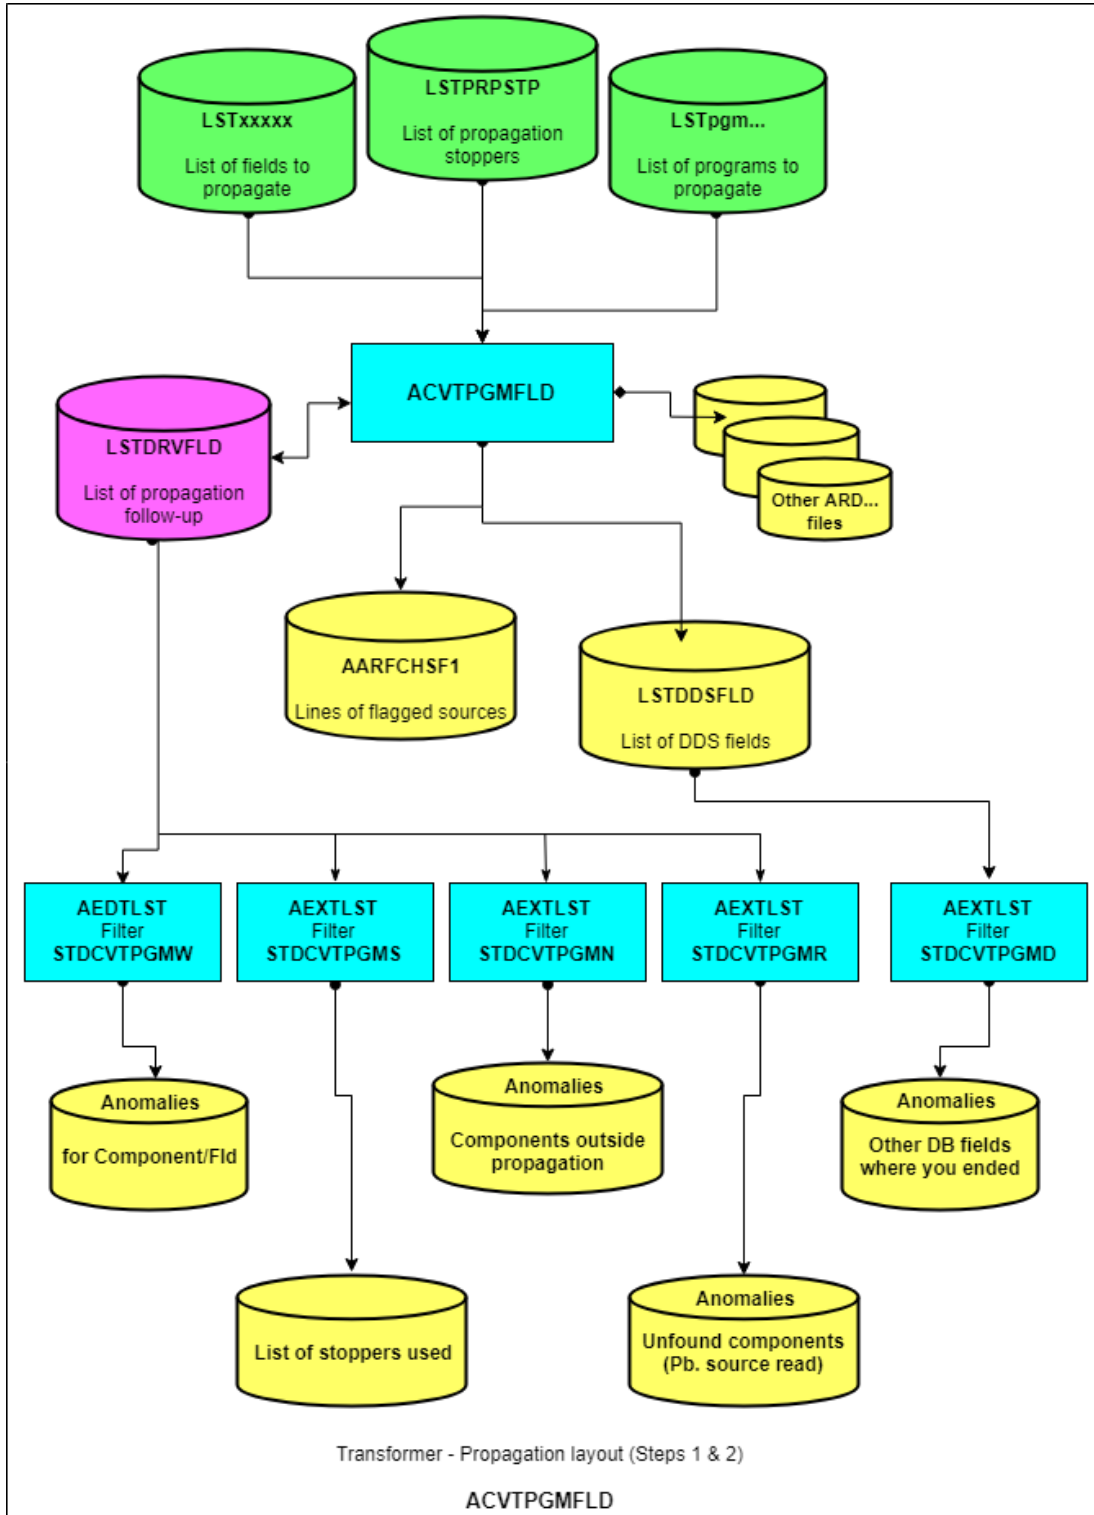 LSTxxxxx
List of fields to
propagate
LSTPRPSTP
List of propagation
stoppers
LSTpgm...
List of programs to
propagate
ACVTPGMFLD
LSTDRVFLD
List of propagation
follow-up
Other ARD...
files
AARFCHSF1
Lines of flagged sources
LSTDDSFLD
List of DDS fields
AEDTLST
Filter
STDCVTPGMW
AEXTLST
Filter
STDCVTPGMS
AEXTLST
Filter
STDCVTPGMN
AEXTLST
Filter
STDCVTPGMR
AEXTLST
Filter
STDCVTPGMD
Anomalies
for Component/Fld
Anomalies
Components outside
propagation
Anomalies
Other DB fields
where you ended
List of stoppers used
Anomalies
Unfound components
(Pb. source read)
Transformer - Propagation layout (Steps 1 & 2)
ACVTPGMFLD